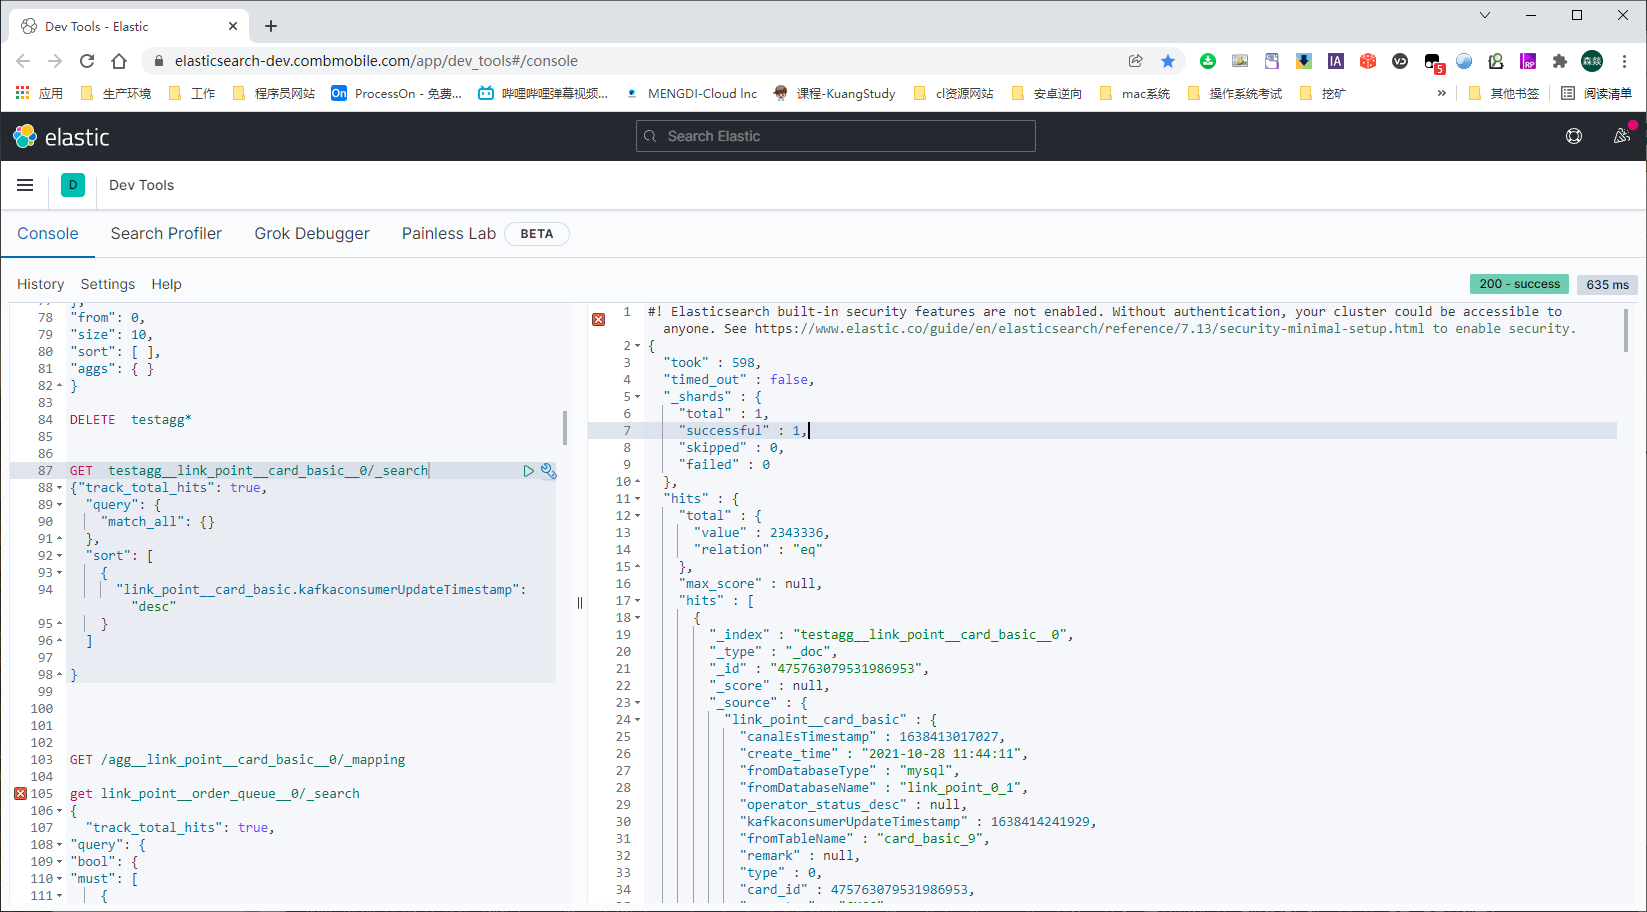 Dev Tools - Elastic
elasticsearch-dev.combmobile.com/app/dev_tools#/console
IA
VD
5
RP
森燚
应用
生产环境
工作
程序员网站
On ProcessOn - 免费...
哔哩哔哩弹幕视频...
MENGDI-Cloud Inc
课程-KuangStudy
cl资源网站
安卓逆向
mac系统
操作系统考试
挖矿
»
其他书签
阅读清单
elastic
Search Elastic
D
Dev Tools
Console
Search Profiler
Grok Debugger
Painless Lab
BETA
History
Settings
Help
200 - success
635 ms
78 "from": 0,
79 "size": 10,
80 "sort": [ ],
81 "aggs": { }
82 }
83
84 DELETE  testagg*
85
86
87 GET  testagg__link_point__card_basic__0/_search
88 {"track_total_hits": true,
89 "query": {
90 "match_all": {}
91 },
92 "sort": [
93 {
94 "link_point__card_basic.kafkaconsumerUpdateTimestamp":
"desc"
95 }
96 ]
97
98 }
99
100
101
102
103 GET /agg__link_point__card_basic__0/_mapping
104
105 get link_point__order_queue__0/_search
106 {
107 "track_total_hits": true,
108 "query": {
109 "bool": {
110 "must": [
111 {
1 #! Elasticsearch built-in security features are not enabled. Without authentication, your cluster could be accessible to
anyone. See https://www.elastic.co/guide/en/elasticsearch/reference/7.13/security-minimal-setup.html to enable security.
2 {
3 "took" : 598,
4 "timed_out" : false,
5 "_shards" : {
6 "total" : 1,
7 "successful" : 1,
8 "skipped" : 0,
9 "failed" : 0
10 },
11 "hits" : {
12 "total" : {
13 "value" : 2343336,
14 "relation" : "eq"
15 },
16 "max_score" : null,
17 "hits" : [
18 {
19 "_index" : "testagg__link_point__card_basic__0",
20 "_type" : "_doc",
21 "_id" : "475763079531986953",
22 "_score" : null,
23 "_source" : {
24 "link_point__card_basic" : {
25 "canalEsTimestamp" : 1638413017027,
26 "create_time" : "2021-10-28 11:44:11",
27 "fromDatabaseType" : "mysql",
28 "fromDatabaseName" : "link_point_0_1",
29 "operator_status_desc" : null,
30 "kafkaconsumerUpdateTimestamp" : 1638414241929,
31 "fromTableName" : "card_basic_9",
32 "remark" : null,
33 "type" : 0,
34 "card_id" : 475763079531986953,